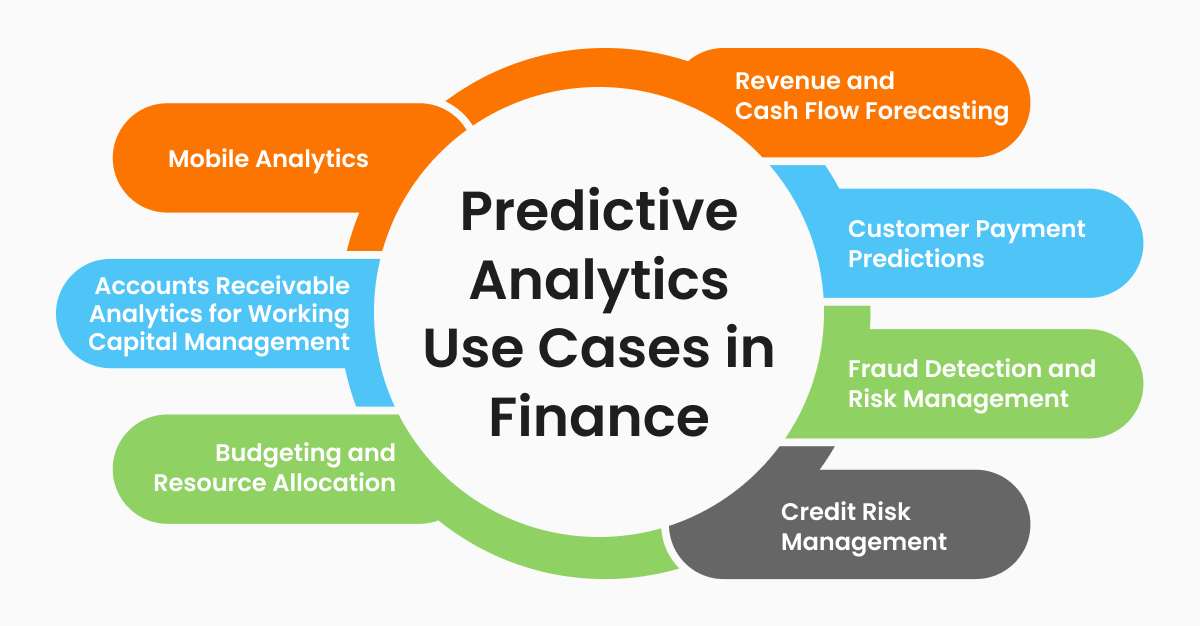 Predictive
Analytics
Use Cases in
Finance
Revenue and
Cash Flow Forecasting
Customer Payment
Predictions
Fraud Detection and
Risk Management
Credit Risk
Management
Budgeting and
Resource Allocation
Accounts Receivable
Analytics for Working
Capital Management
Mobile Analytics